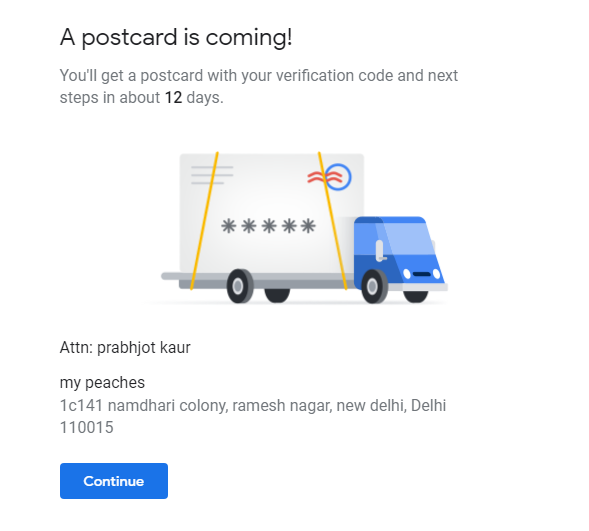 A postcard is coming!
You'll get a postcard with your verification code and next
steps in about 12 days.
*****
Attn: prabhjot kaur
my peaches
1c141 namdhari colony, ramesh nagar, new delhi, Delhi
110015
Continue